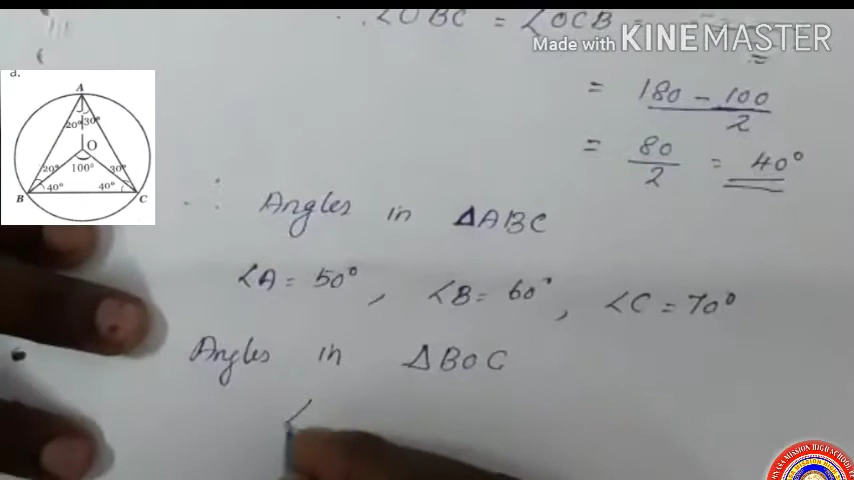 ∴ ∠OBC = ∠OCB =
Made with KINEMASTER
= 180 - 100 / 2
= 80 / 2 = 40°
d.
A
20° 30°
O
20° 100° 30°
40° 40°
B C
∴ Angles in ΔABC
∠A = 50°, ∠B = 60°, ∠C = 70°
Angles in ΔBOC
∠